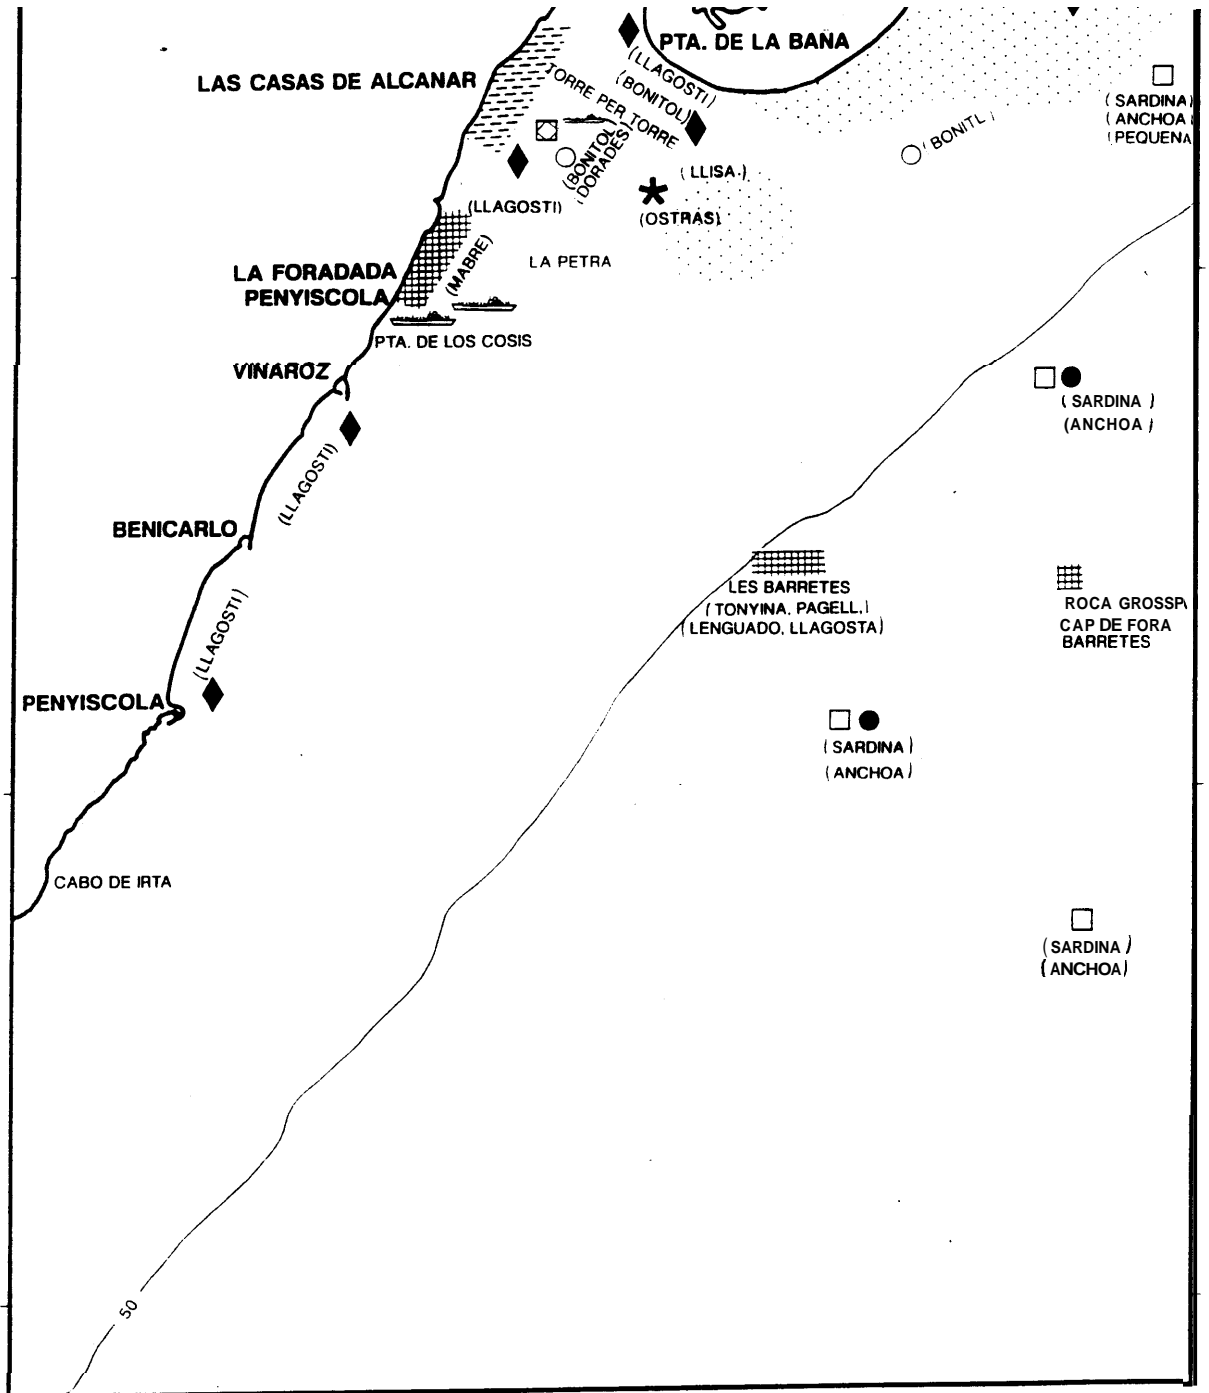 PTA. DE LA BAÑA
LAS CASAS DE ALCANAR
(LLAGOSTI)
(BONITOL)
TORRE PER TORRE
(BONITOL
(DORADES)
(SARDINA)
(ANCHOA)
(PEQUENA
(BONITL)
(LLISA.)
(LLAGOSTI)
(OSTRAS)
(MABRE)
LA PETRA
LA FORADADA
PENYISCOLA
PTA. DE LOS COSIS
VINAROZ
(SARDINA)
(ANCHOA)
(LLAGOSTI)
BENICARLO
LES BARRETES
(TONYINA, PAGELL,)
(LENGUADO, LLAGOSTA)
ROCA GROSSP
CAP DE FORA
BARRETES
(LLAGOSTI)
PENYISCOLA
(SARDINA)
(ANCHOA)
CABO DE IRTA
(SARDINA)
(ANCHOA)
50